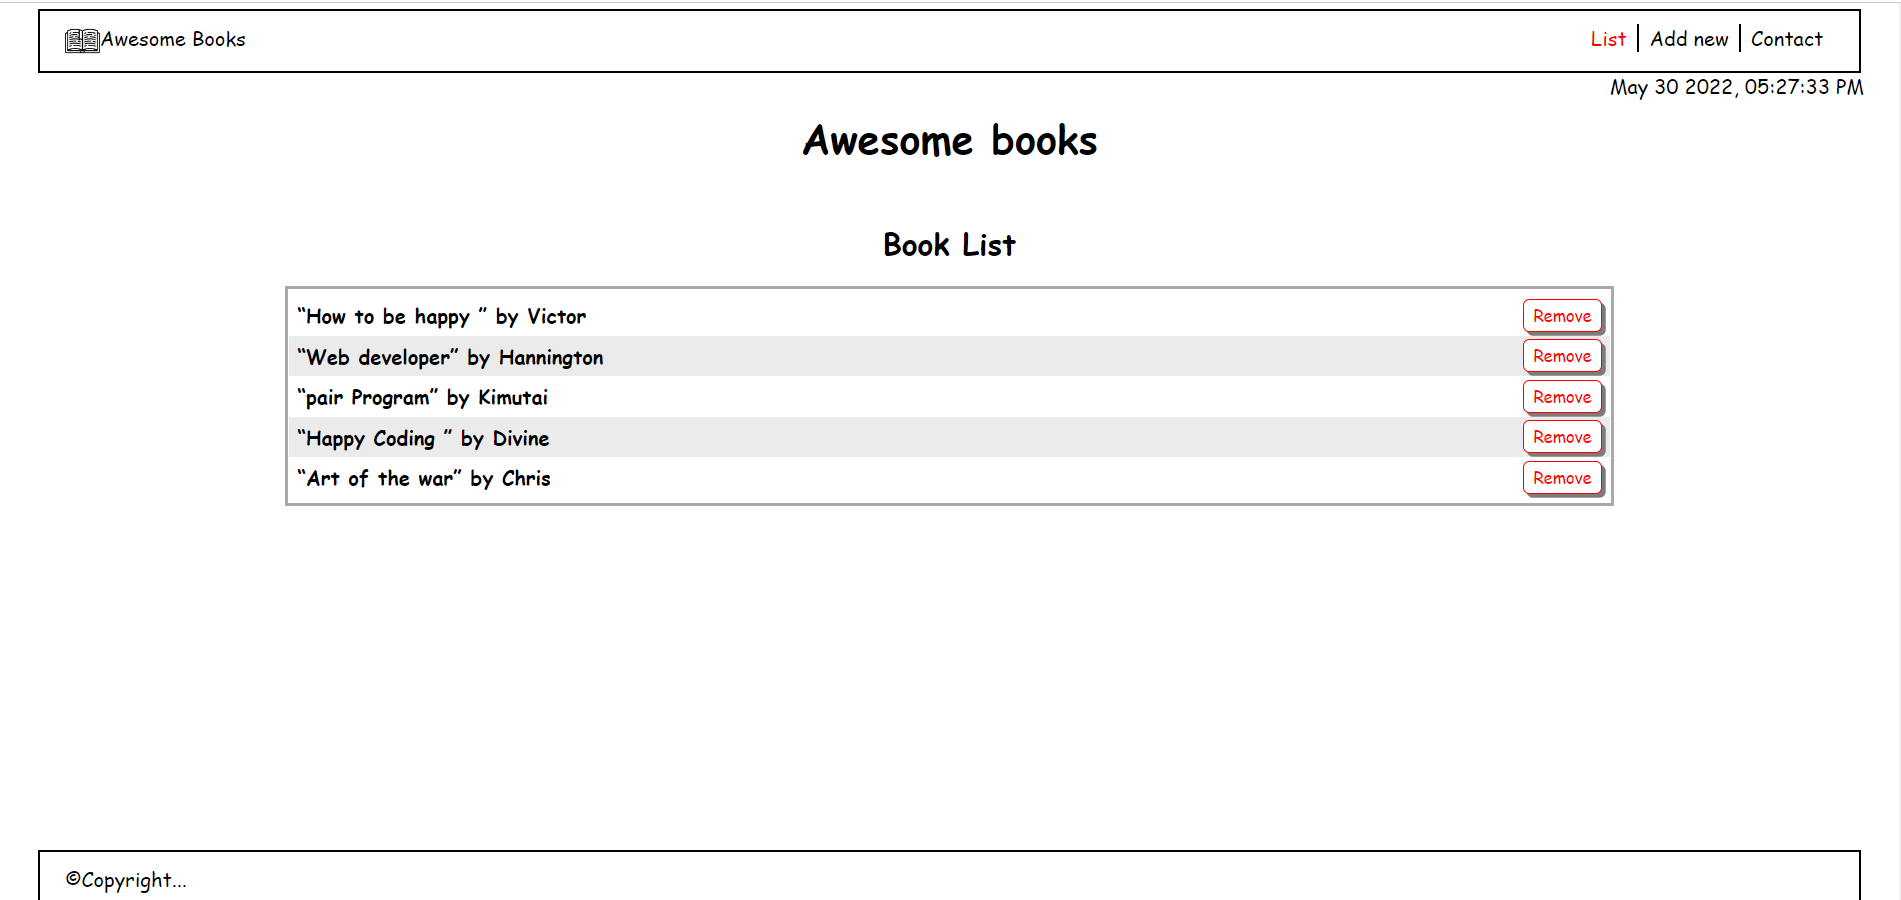 Awesome Books
List
Add new
Contact
May 30 2022, 05:27:33 PM
Awesome books
Book List
“How to be happy ” by Victor
Remove
“Web developer” by Hannington
Remove
“pair Program” by Kimutai
Remove
“Happy Coding ” by Divine
Remove
“Art of the war” by Chris
Remove
©Copyright...